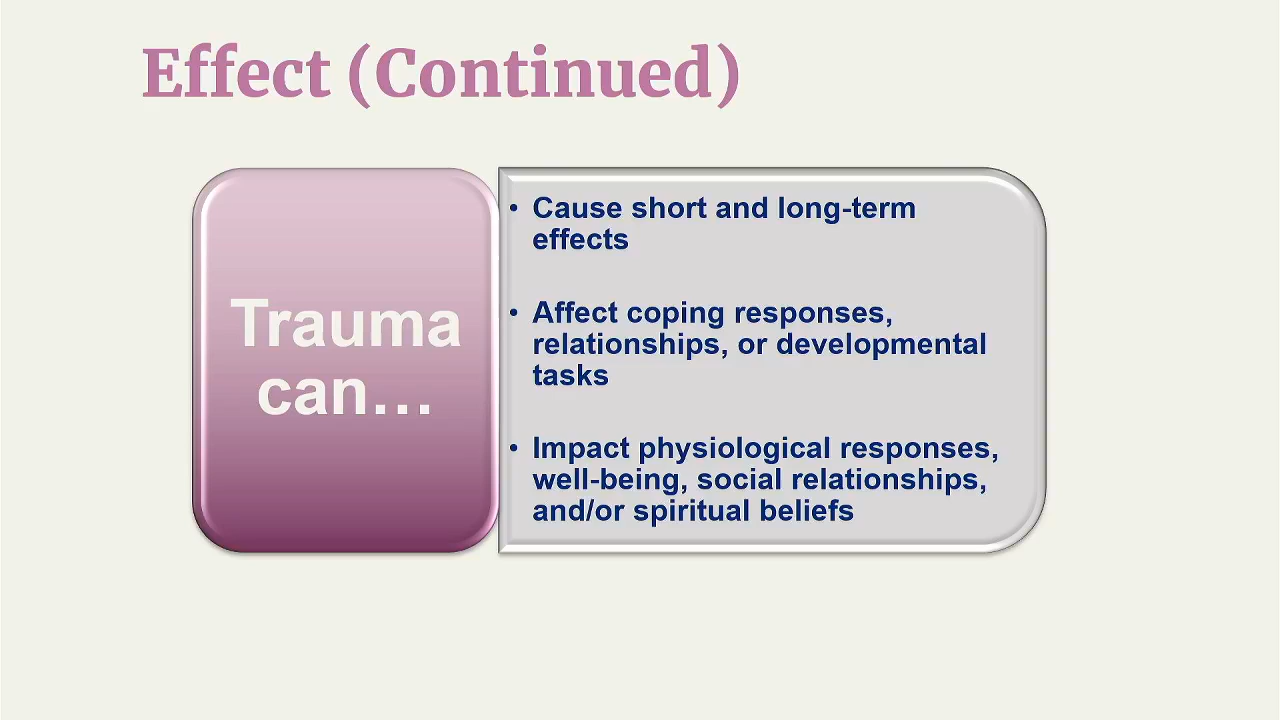 Effect (Continued)
Trauma
can…
• Cause short and long-term
effects
• Affect coping responses,
relationships, or developmental
tasks
• Impact physiological responses,
well-being, social relationships,
and/or spiritual beliefs